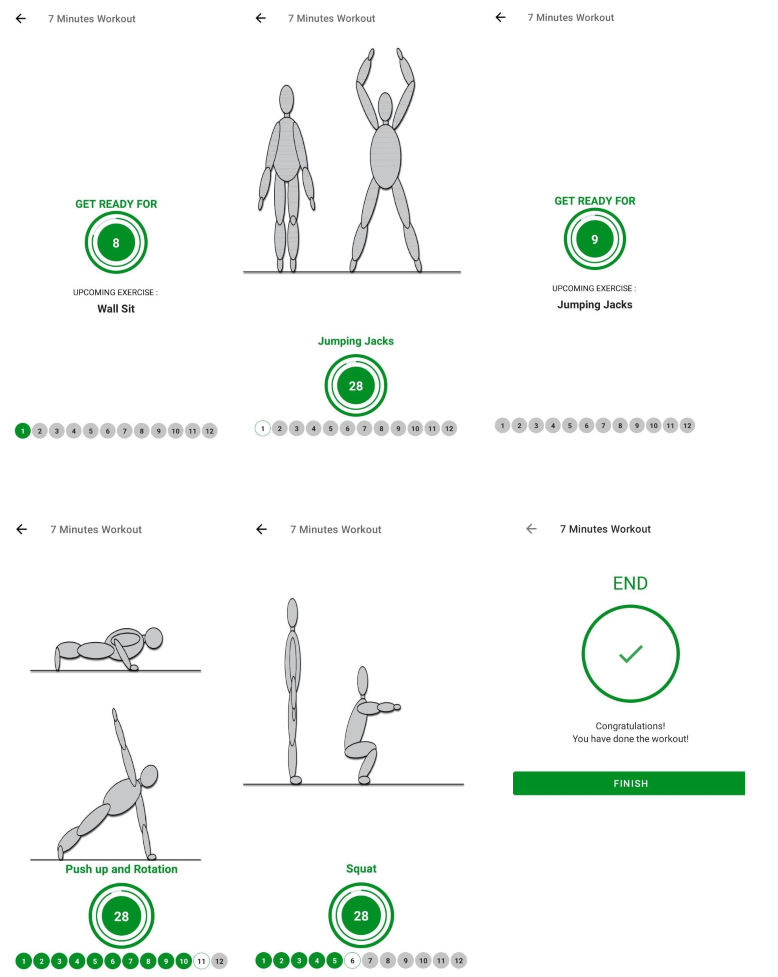 7 Minutes Workout
GET READY FOR
8
UPCOMING EXERCISE :
Wall Sit
1 2 3 4 5 6 7 8 9 10 11 12
7 Minutes Workout
Jumping Jacks
28
1 2 3 4 5 6 7 8 9 10 11 12
7 Minutes Workout
GET READY FOR
9
UPCOMING EXERCISE :
Jumping Jacks
1 2 3 4 5 6 7 8 9 10 11 12
7 Minutes Workout
Push up and Rotation
28
1 2 3 4 5 6 7 8 9 10 11 12
7 Minutes Workout
Squat
28
1 2 3 4 5 6 7 8 9 10 11 12
7 Minutes Workout
END
Congratulations!
You have done the workout!
FINISH